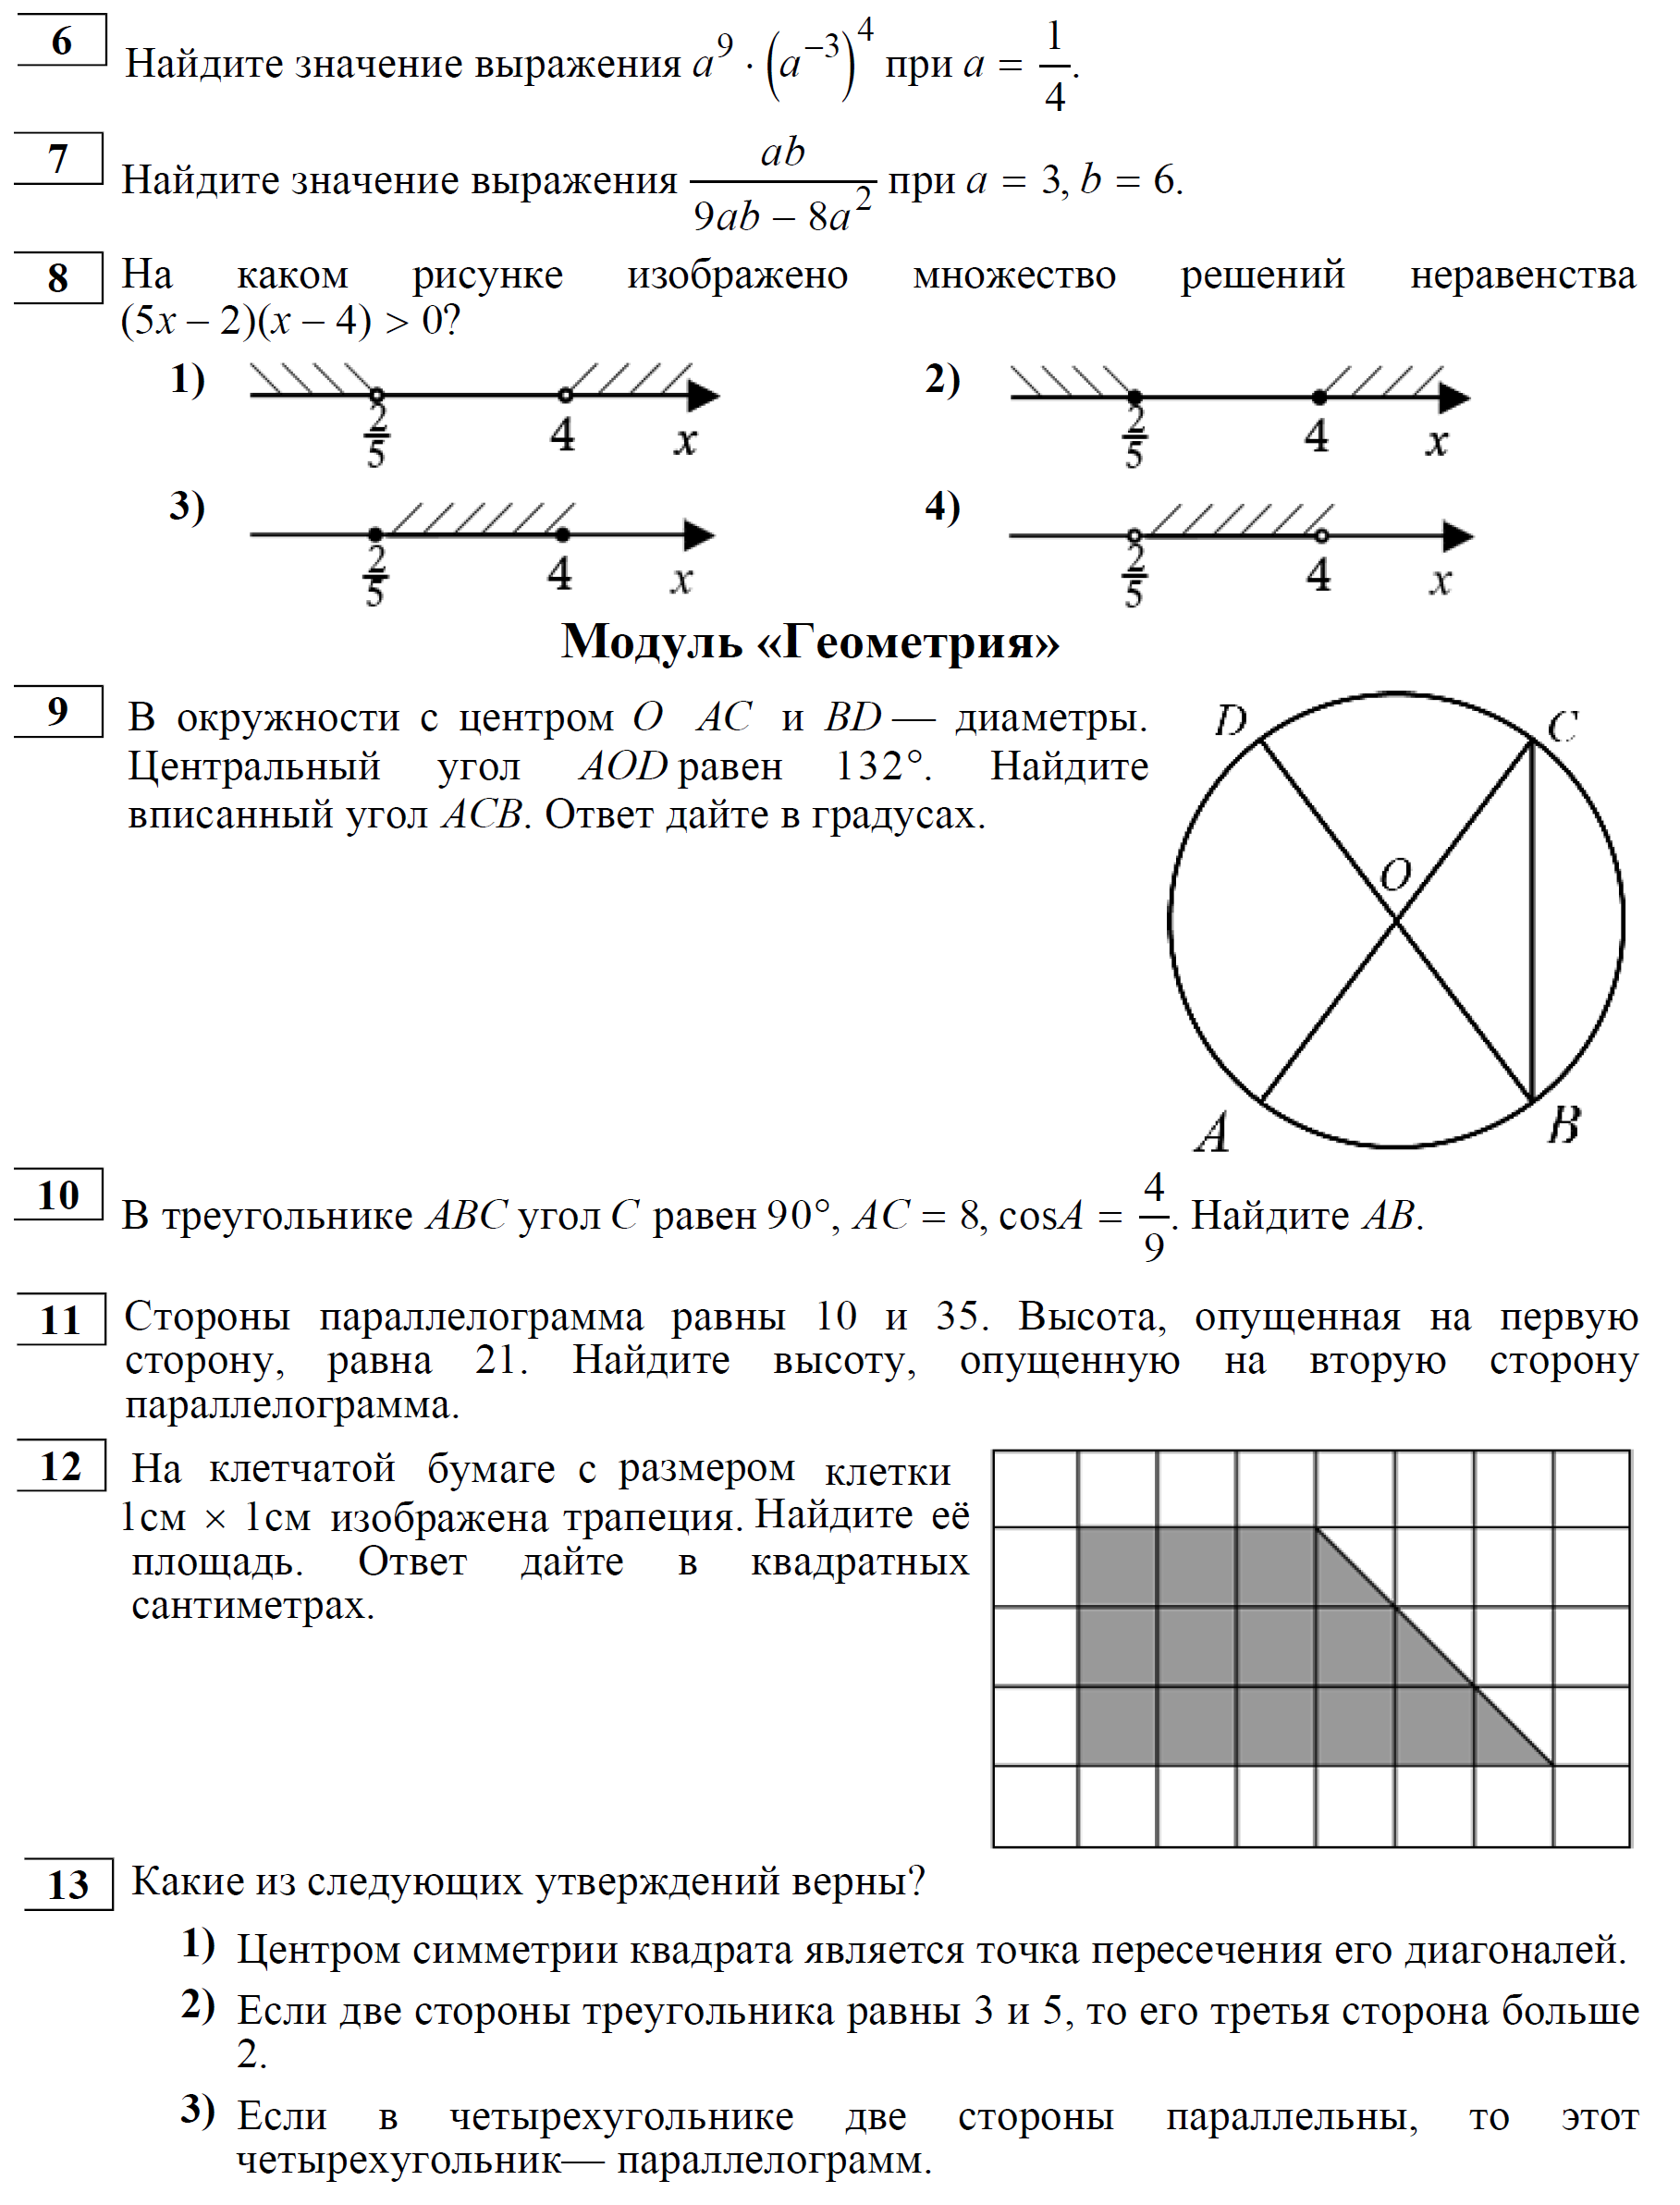 6 Найдите значение выражения a⁹ · (a⁻³)⁴ при a = 1/4.
7 Найдите значение выражения ab/(9ab − 8a²) при a = 3, b = 6.
8 На каком рисунке изображено множество решений неравенства
(5x − 2)(x − 4) > 0?
1) 2/5 4 x 2) 2/5 4 x
3) 2/5 4 x 4) 2/5 4 x
Модуль «Геометрия»
9 В окружности с центром O AC и BD — диаметры.
Центральный угол AOD равен 132°. Найдите
вписанный угол ACB. Ответ дайте в градусах.
D C
O
A B
10 В треугольнике ABC угол C равен 90°, AC = 8, cosA = 4/9. Найдите AB.
11 Стороны параллелограмма равны 10 и 35. Высота, опущенная на первую
сторону, равна 21. Найдите высоту, опущенную на вторую сторону
параллелограмма.
12 На клетчатой бумаге с размером клетки
1см × 1см изображена трапеция. Найдите её
площадь. Ответ дайте в квадратных
сантиметрах.
13 Какие из следующих утверждений верны?
1) Центром симметрии квадрата является точка пересечения его диагоналей.
2) Если две стороны треугольника равны 3 и 5, то его третья сторона больше
2.
3) Если в четырехугольнике две стороны параллельны, то этот
четырехугольник— параллелограмм.